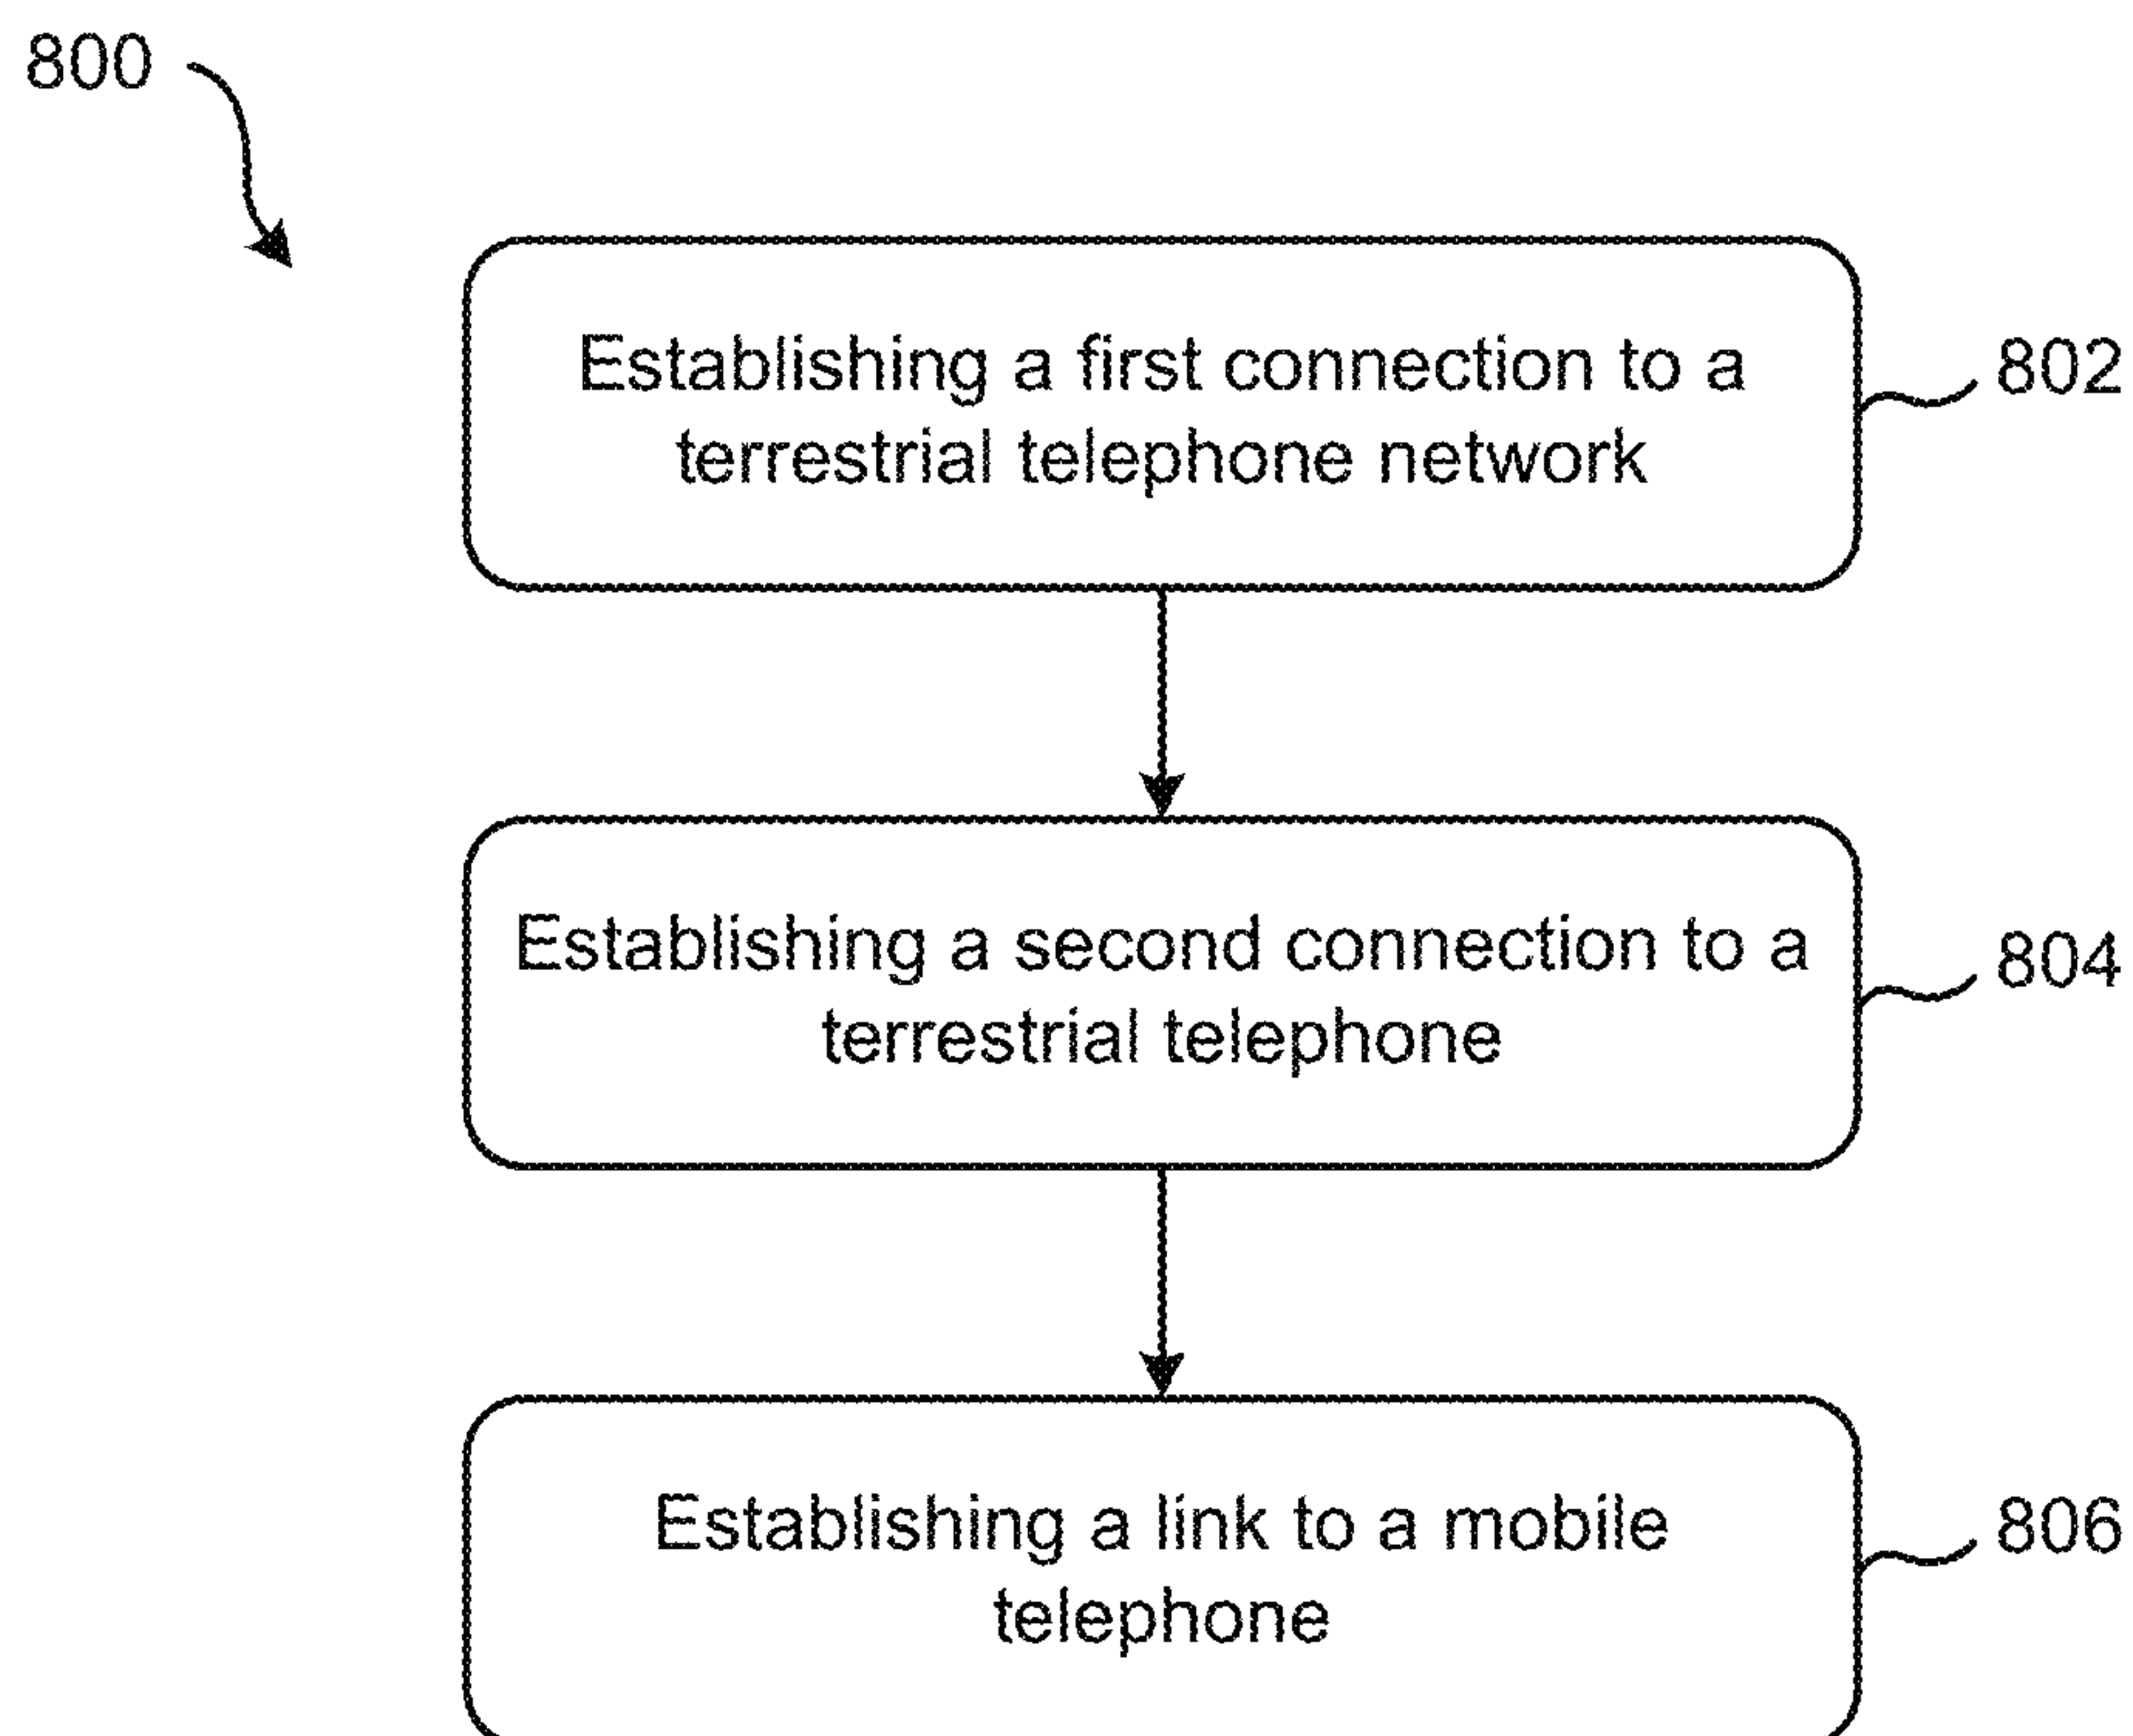 800
Establishing a first connection to a
terrestrial telephone network
802
Establishing a second connection to a
terrestrial telephone
804
Establishing a link to a mobile
telephone
806